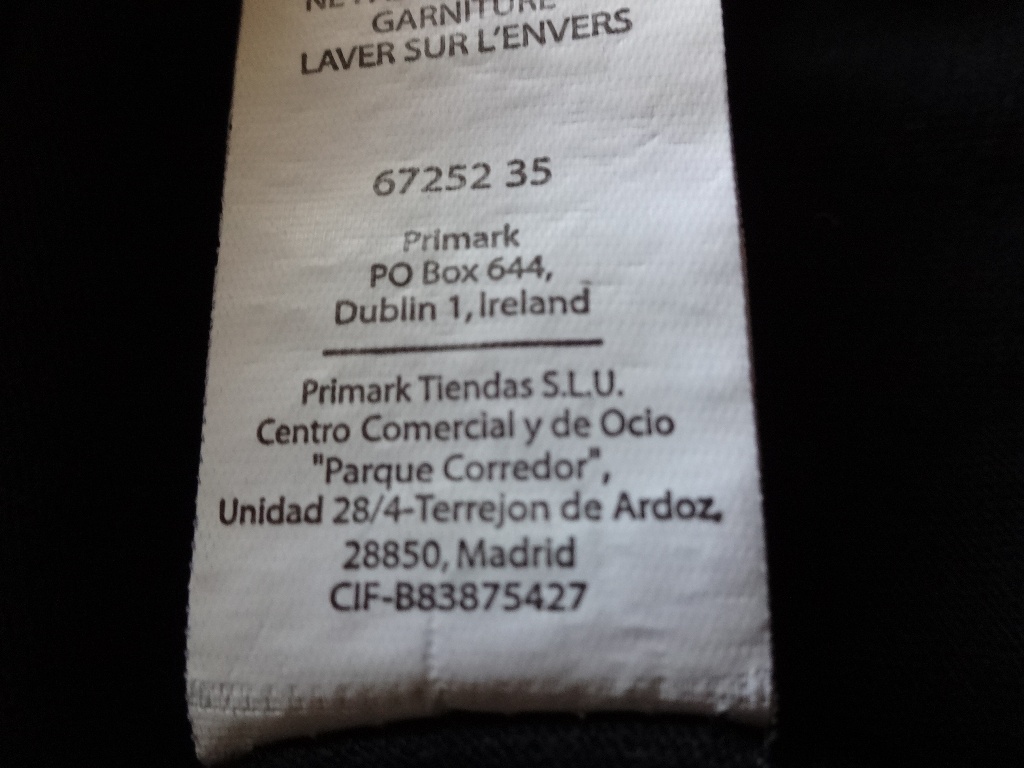 GARNITURE
LAVER SUR L'ENVERS
67252 35
Primark
PO Box 644,
Dublin 1, Ireland
Primark Tiendas S.L.U.
Centro Comercial y de Ocio
"Parque Corredor",
Unidad 28/4-Terrejon de Ardoz,
28850, Madrid
CIF-B83875427